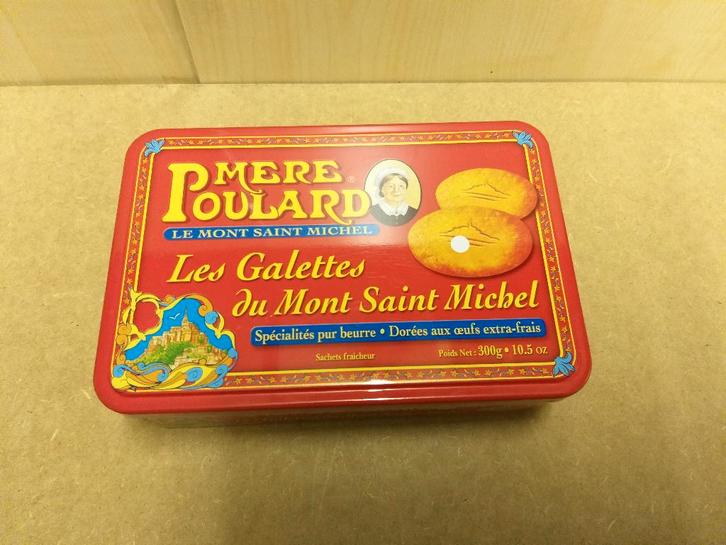 MERE
POULARD®
LE MONT SAINT MICHEL
Les Galettes
du Mont Saint Michel
Spécialités pur beurre • Dorées aux œufs extra-frais
Sachets fraîcheur
Poids Net : 300g • 10.5 oz